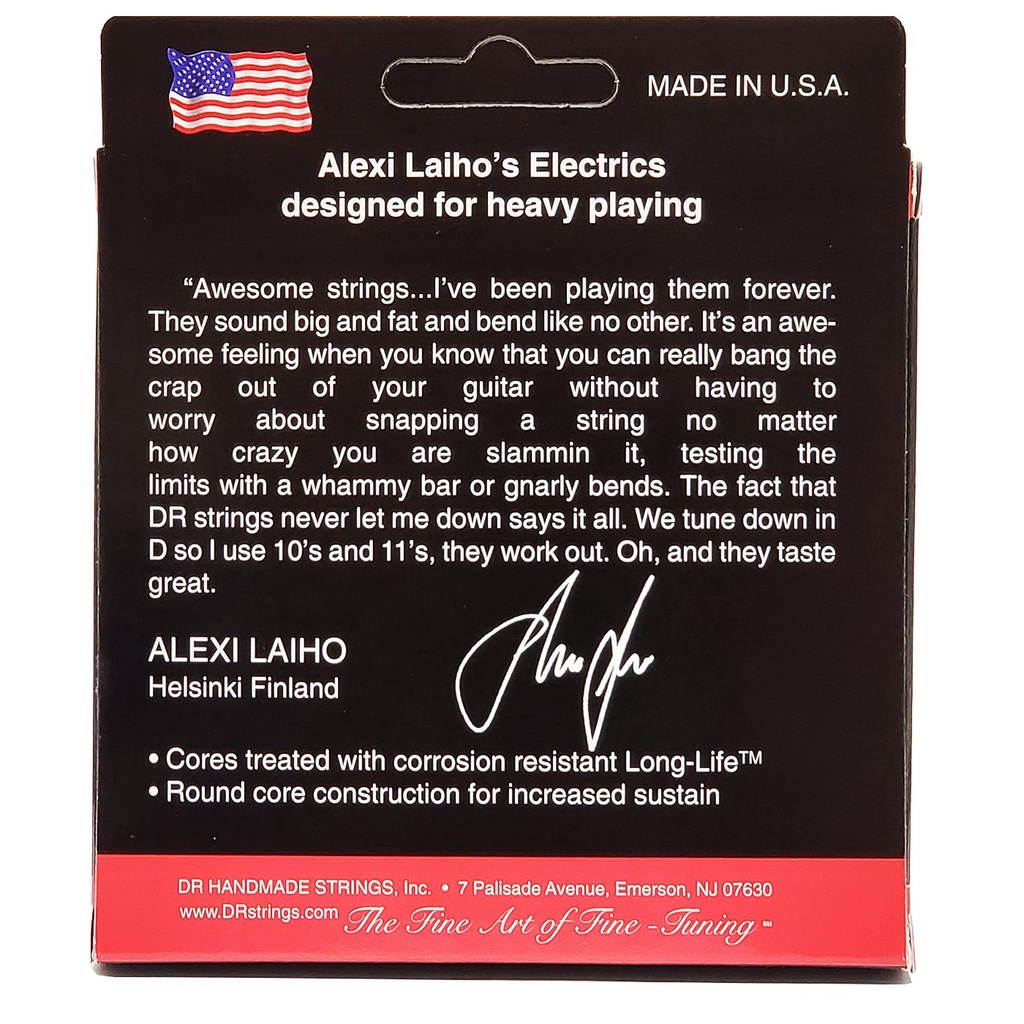 MADE IN U.S.A.
Alexi Laiho's Electrics
designed for heavy playing
“Awesome strings...I've been playing them forever.
They sound big and fat and bend like no other. It's an awe-
some feeling when you know that you can really bang the
crap out of your guitar without having to
worry about snapping a string no matter
how crazy you are slammin it, testing the
limits with a whammy bar or gnarly bends. The fact that
DR strings never let me down says it all. We tune down in
D so I use 10's and 11's, they work out. Oh, and they taste
great.
ALEXI LAIHO
Helsinki Finland
• Cores treated with corrosion resistant Long-Life™
• Round core construction for increased sustain
DR HANDMADE STRINGS, Inc. • 7 Palisade Avenue, Emerson, NJ 07630
www.DRstrings.com The Fine Art of Fine-Tuning℠